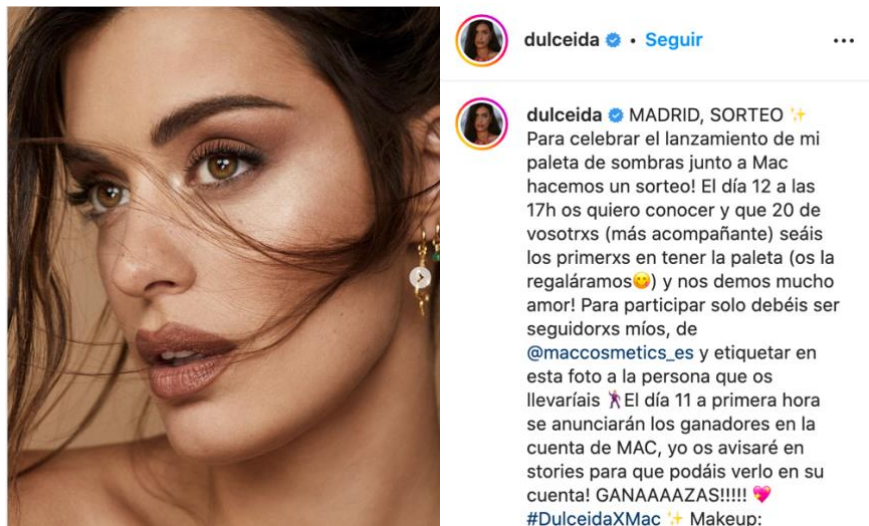 dulceida • Seguir
dulceida MADRID, SORTEO ✨
Para celebrar el lanzamiento de mi
paleta de sombras junto a Mac
hacemos un sorteo! El día 12 a las
17h os quiero conocer y que 20 de
vosotrxs (más acompañante) seáis
los primerxs en tener la paleta (os la
regaláramos😋) y nos demos mucho
amor! Para participar solo debéis ser
seguidorxs míos, de
@maccosmetics_es y etiquetar en
esta foto a la persona que os
llevaríais 🕺El día 11 a primera hora
se anunciarán los ganadores en la
cuenta de MAC, yo os avisaré en
stories para que podáis verlo en su
cuenta! GANAAAAZAS!!!!! 💖
#DulceidaXMac ✨ Makeup: